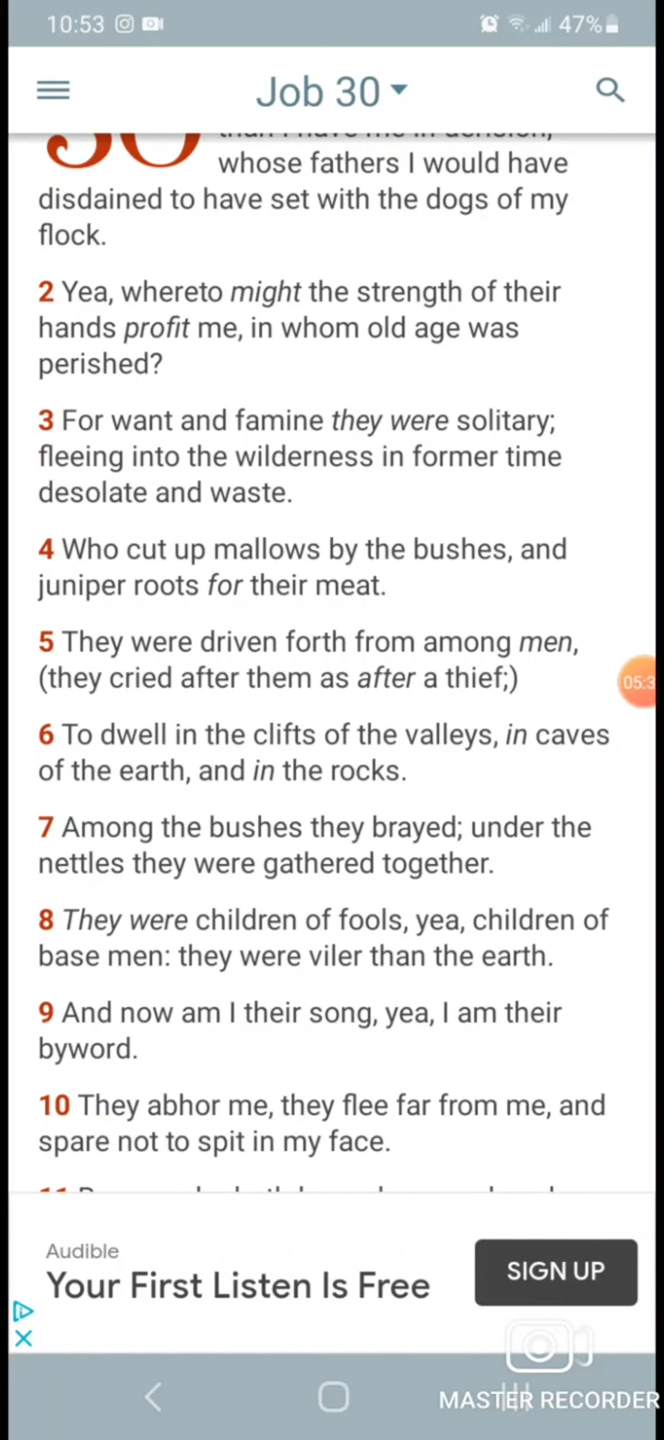 10:53
47%
Job 30
whose fathers I would have
disdained to have set with the dogs of my
flock.
2 Yea, whereto might the strength of their
hands profit me, in whom old age was
perished?
3 For want and famine they were solitary;
fleeing into the wilderness in former time
desolate and waste.
4 Who cut up mallows by the bushes, and
juniper roots for their meat.
5 They were driven forth from among men,
(they cried after them as after a thief;)
05:3
6 To dwell in the clifts of the valleys, in caves
of the earth, and in the rocks.
7 Among the bushes they brayed; under the
nettles they were gathered together.
8 They were children of fools, yea, children of
base men: they were viler than the earth.
9 And now am I their song, yea, I am their
byword.
10 They abhor me, they flee far from me, and
spare not to spit in my face.
Audible
Your First Listen Is Free
SIGN UP
MASTER RECORDER